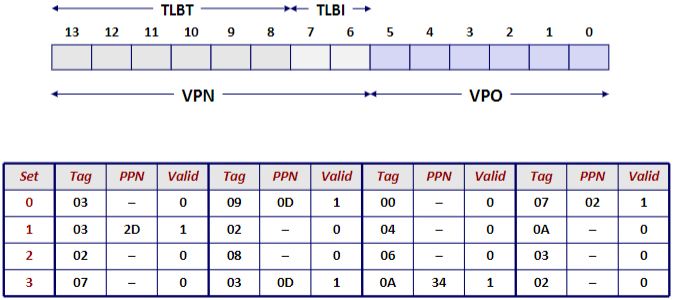 TLBT TLBI
13 12 11 10 9 8 7 6 5 4 3 2 1 0
VPN VPO
Set Tag PPN Valid Tag PPN Valid Tag PPN Valid Tag PPN Valid
0 03 – 0 09 0D 1 00 – 0 07 02 1
1 03 2D 1 02 – 0 04 – 0 0A – 0
2 02 – 0 08 – 0 06 – 0 03 – 0
3 07 – 0 03 0D 1 0A 34 1 02 – 0